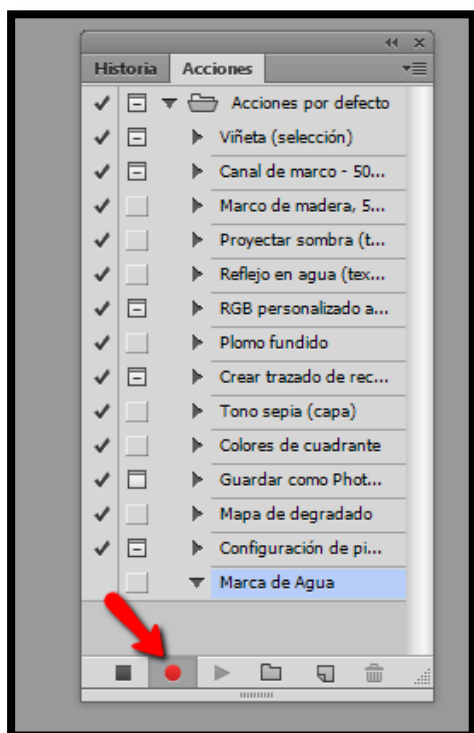 Historia Acciones
Acciones por defecto
Viñeta (selección)
Canal de marco - 50...
Marco de madera, 5...
Proyectar sombra (t...
Reflejo en agua (tex...
RGB personalizado a...
Plomo fundido
Crear trazado de rec...
Tono sepia (capa)
Colores de cuadrante
Guardar como Phot...
Mapa de degradado
Configuración de pi...
Marca de Agua